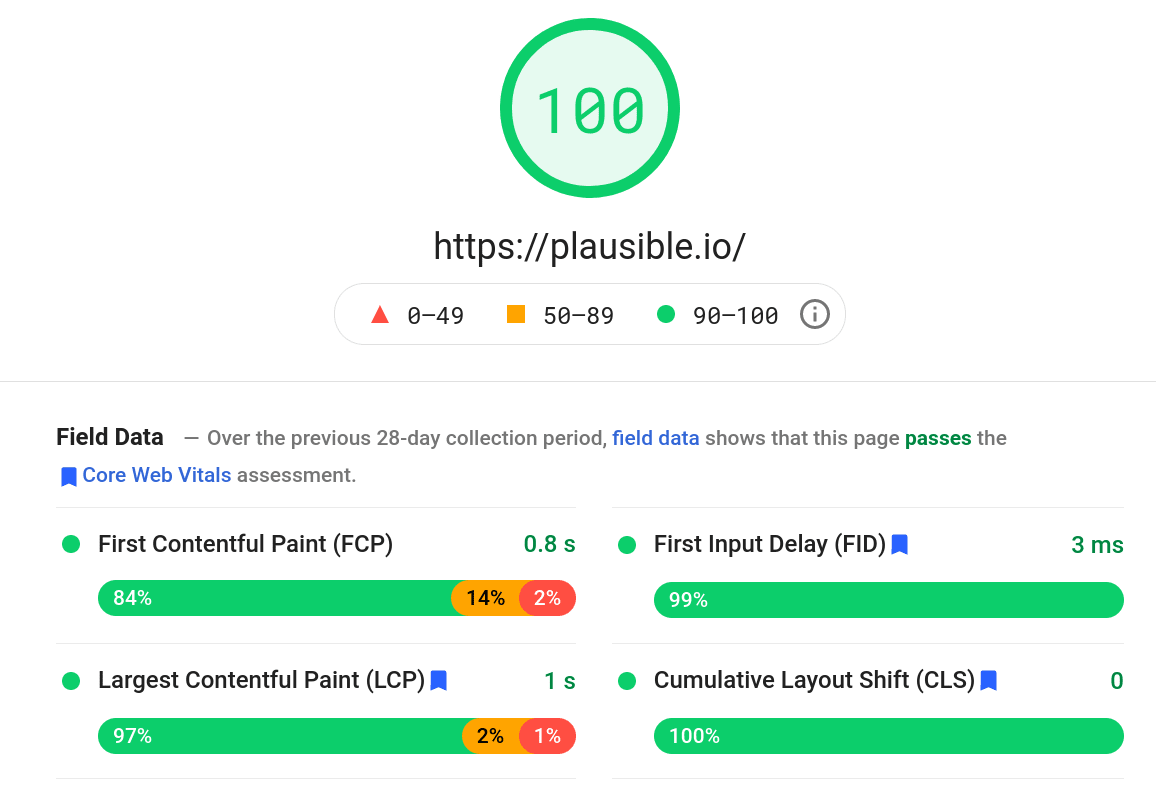 100
https://plausible.io/
0–49 50–89 90–100
Field Data — Over the previous 28-day collection period, field data shows that this page passes the
Core Web Vitals assessment.
First Contentful Paint (FCP) 0.8 s
84% 14% 2%
First Input Delay (FID) 3 ms
99%
Largest Contentful Paint (LCP) 1 s
97% 2% 1%
Cumulative Layout Shift (CLS) 0
100%